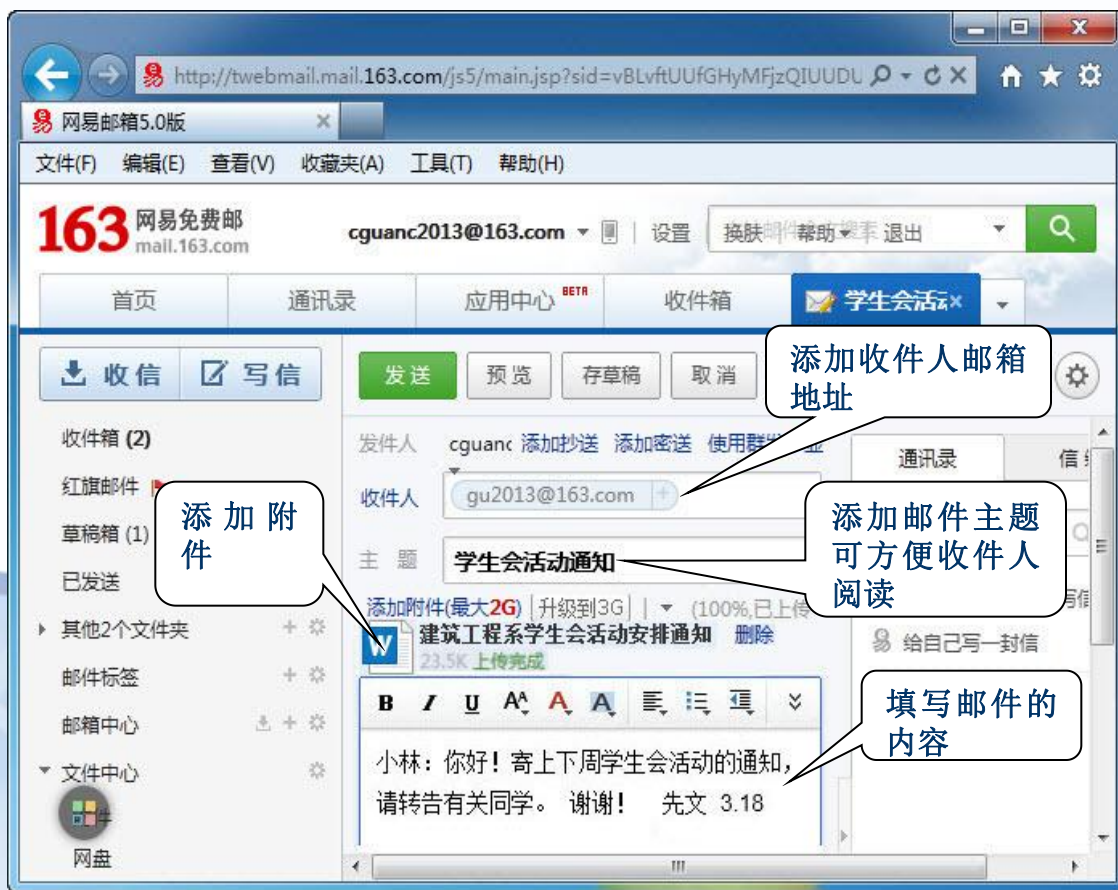 http://twebmail.mail.163.com/js5/main.jsp?sid=vBLvftUUfGHyMFjzQIUUDU
网易邮箱5.0版
文件(F) 编辑(E) 查看(V) 收藏夹(A) 工具(T) 帮助(H)
163 网易免费邮
mail.163.com
cguanc2013@163.com 设置 换肤 帮助 退出
首页 通讯录 应用中心 BETA 收件箱 学生会活动
收信 写信
发送 预览 存草稿 取消
添加收件人邮箱
地址
收件箱 (2)
红旗邮件
草稿箱 (1)
已发送
其他2个文件夹
邮件标签
邮箱中心
文件中心
网盘
发件人 cguanc 添加抄送 添加密送 使用群发
收件人 gu2013@163.com
主 题 学生会活动通知
添加附件(最大2G) 升级到3G (100%,已上传
建筑工程系学生会活动安排通知 删除
23.5K 上传完成
添加附
件
B I U
小林：你好！寄上下周学生会活动的通知，
请转告有关同学。 谢谢！ 先文 3.18
通讯录 信
添加邮件主题
可方便收件人
阅读
给自己写一封信
填写邮件的
内容